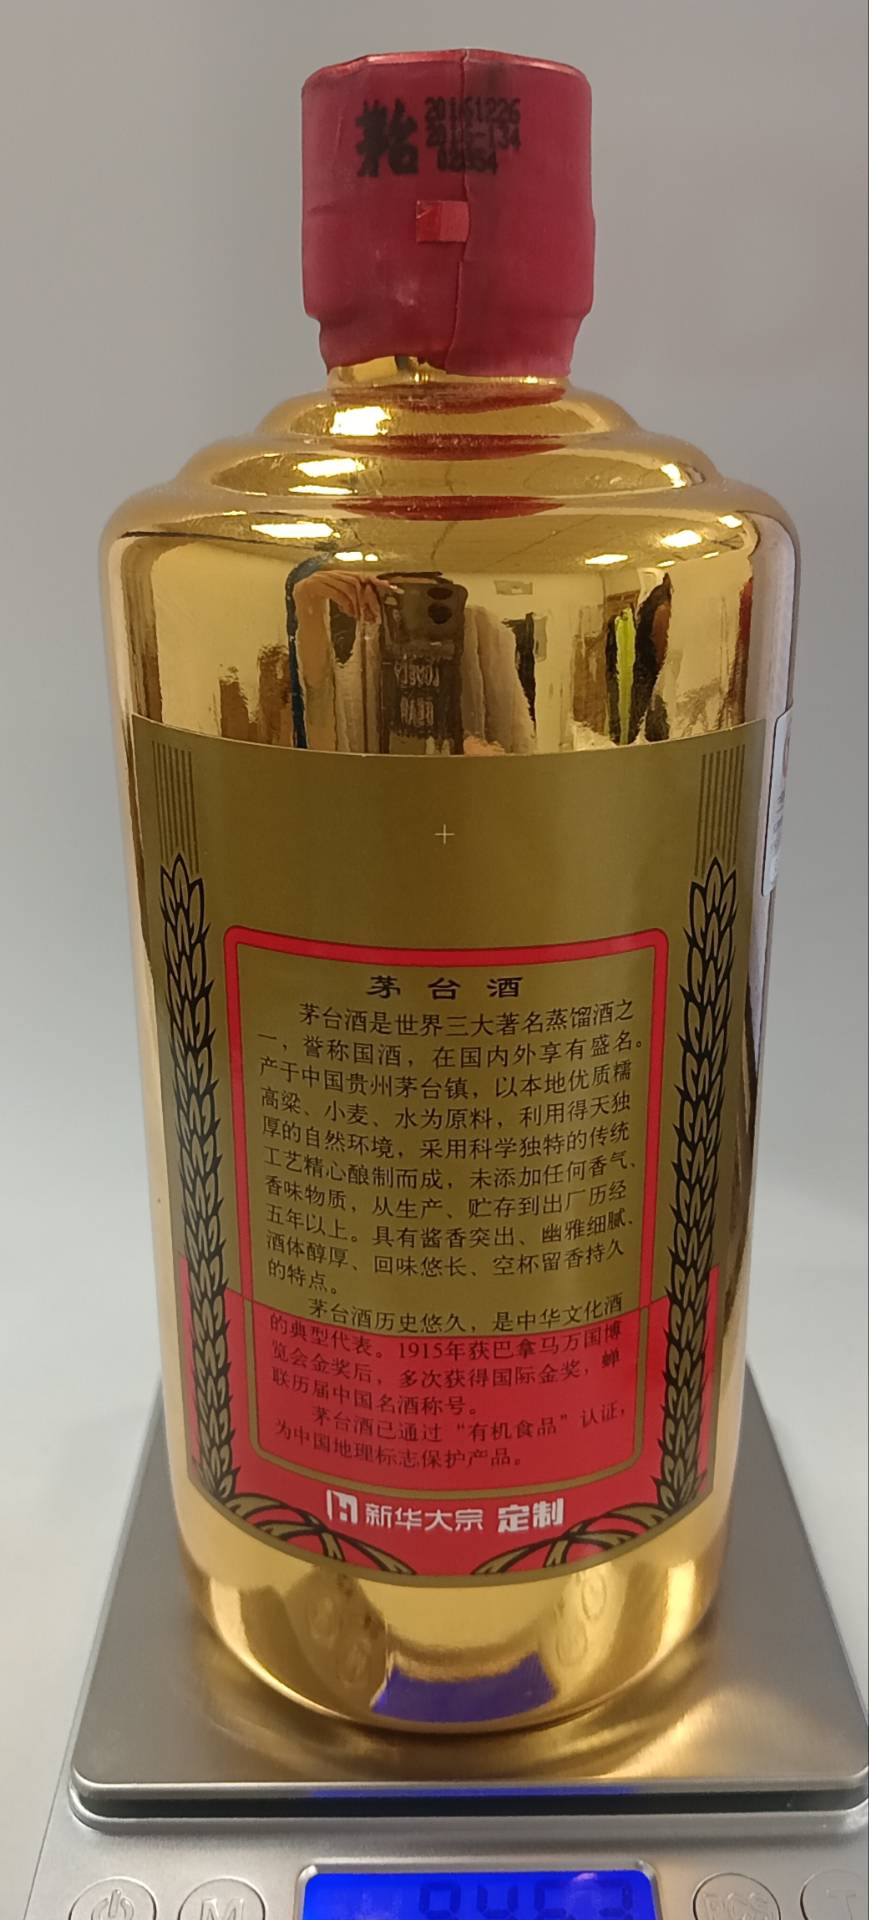 茅台
20161226
茅台酒
茅台酒是世界三大著名蒸馏酒之
一，誉称国酒，在国内外享有盛名。
产于中国贵州茅台镇，以本地优质糯
高粱、小麦、水为原料，利用得天独
厚的自然环境，采用科学独特的传统
工艺精心酿制而成，未添加任何香气、
香味物质，从生产、贮存到出厂历经
五年以上。具有酱香突出、幽雅细腻、
酒体醇厚、回味悠长、空杯留香持久
的特点。
茅台酒历史悠久，是中华文化酒
的典型代表。1915年获巴拿马万国博
览会金奖后，多次获得国际金奖，蝉
联历届中国名酒称号。
茅台酒已通过“有机食品”认证，
为中国地理标志保护产品。
新华大宗 定制
M